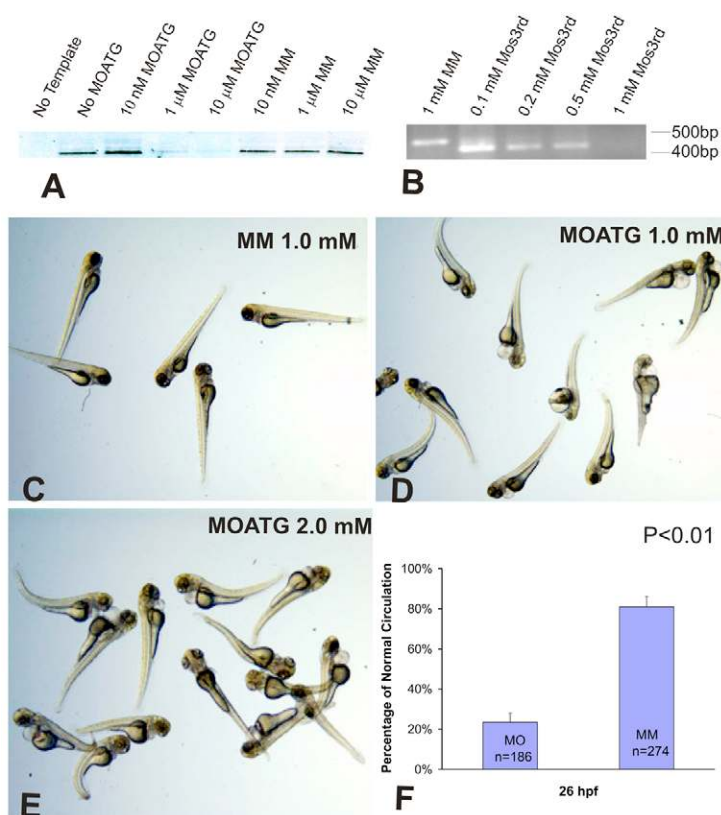 No Template
No MOATG
10 nM MOATG
1 µM MOATG
10 µM MOATG
10 nM MM
1 µM MM
10 µM MM
A
1 mM MM
0.1 mM Mos3rd
0.2 mM Mos3rd
0.5 mM Mos3rd
1 mM Mos3rd
500bp
400bp
B
MM 1.0 mM
C
MOATG 1.0 mM
D
MOATG 2.0 mM
E
P<0.01
Percentage of Normal Circulation
100%
80%
60%
40%
20%
0%
MO
n=186
MM
n=274
26 hpf
F